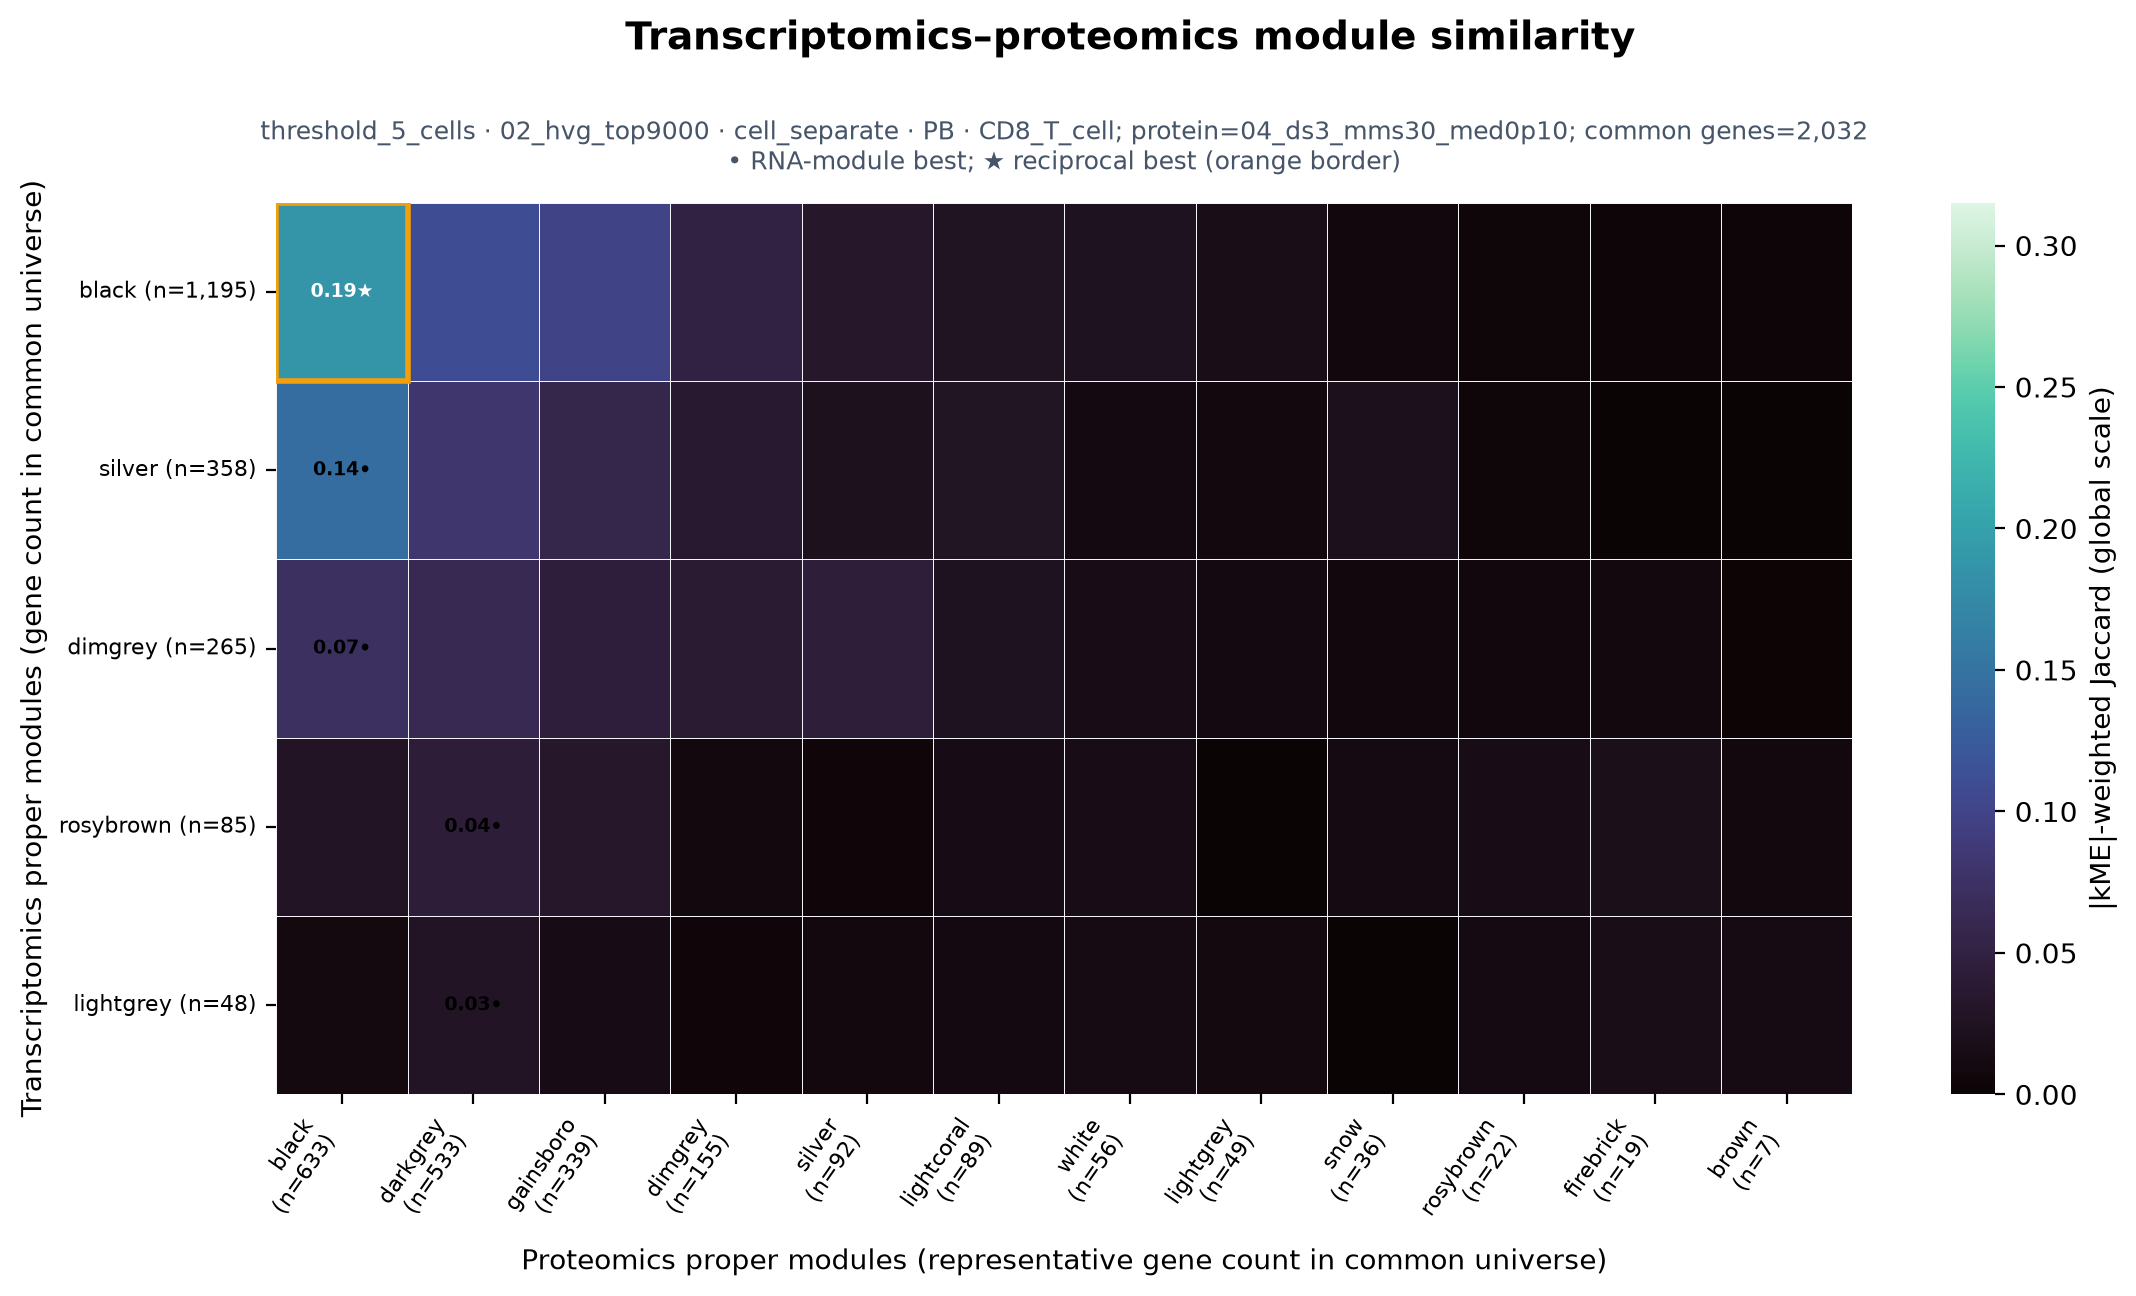 Transcriptomics–proteomics module similarity
threshold_5_cells · 02_hvg_top9000 · cell_separate · PB · CD8_T_cell; protein=04_ds3_mms30_med0p10; common genes=2,032
• RNA-module best; ★ reciprocal best (orange border)
Transcriptomics proper modules (gene count in common universe)
black (n=1,195)
silver (n=358)
dimgrey (n=265)
rosybrown (n=85)
lightgrey (n=48)
0.19★
0.14•
0.07•
0.04•
0.03•
black
(n=633)
darkgrey
(n=533)
gainsboro
(n=339)
dimgrey
(n=155)
silver
(n=92)
lightcoral
(n=89)
white
(n=56)
lightgrey
(n=49)
snow
(n=36)
rosybrown
(n=22)
firebrick
(n=19)
brown
(n=7)
Proteomics proper modules (representative gene count in common universe)
0.30
0.25
0.20
0.15
0.10
0.05
0.00
|kME|-weighted Jaccard (global scale)